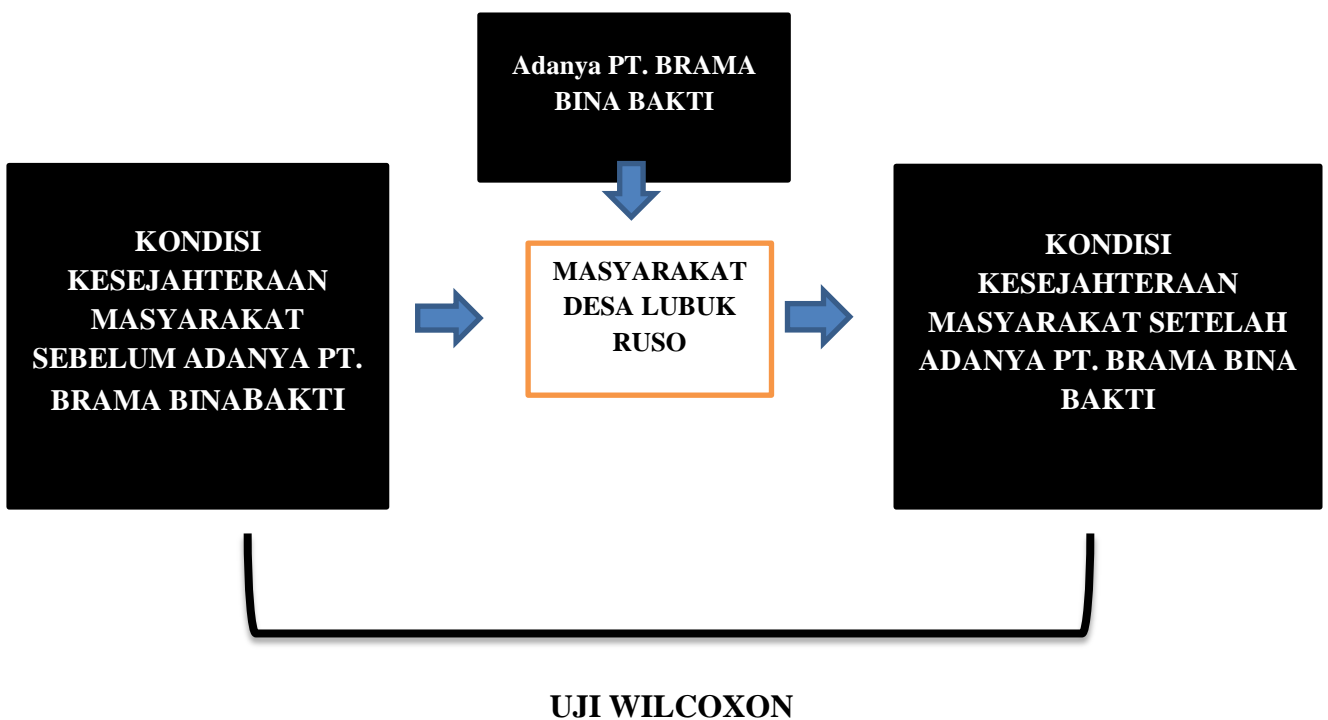 Adanya PT. BRAMA
BINA BAKTI
KONDISI
KESEJAHTERAAN
MASYARAKAT
SEBELUM ADANYA PT.
BRAMA BINABAKTI
MASYARAKAT
DESA LUBUK
RUSO
KONDISI
KESEJAHTERAAN
MASYARAKAT SETELAH
ADANYA PT. BRAMA BINA
BAKTI
UJI WILCOXON